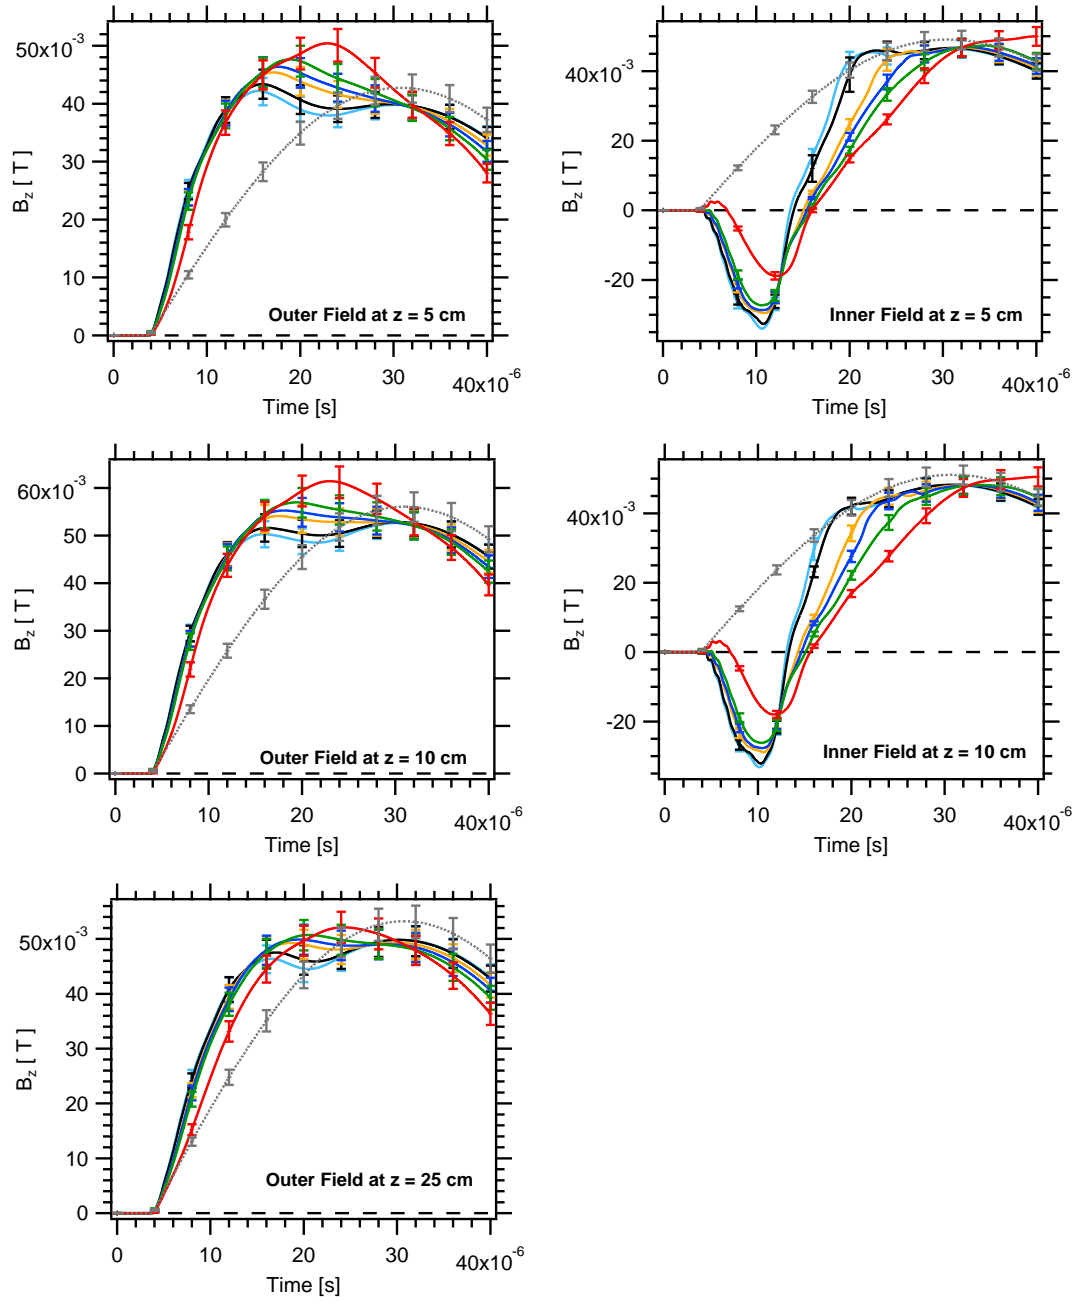 50x10-3
40
30
20
10
0
Bz [ T ]
Outer Field at z = 5 cm
0 10 20 30 40x10-6
Time [s]
40x10-3
20
0
-20
Bz [ T ]
Inner Field at z = 5 cm
0 10 20 30 40x10-6
Time [s]
60x10-3
50
40
30
20
10
0
Bz [ T ]
Outer Field at z = 10 cm
0 10 20 30 40x10-6
Time [s]
40x10-3
20
0
-20
Bz [ T ]
Inner Field at z = 10 cm
0 10 20 30 40x10-6
Time [s]
50x10-3
40
30
20
10
0
Bz [ T ]
Outer Field at z = 25 cm
0 10 20 30 40x10-6
Time [s]